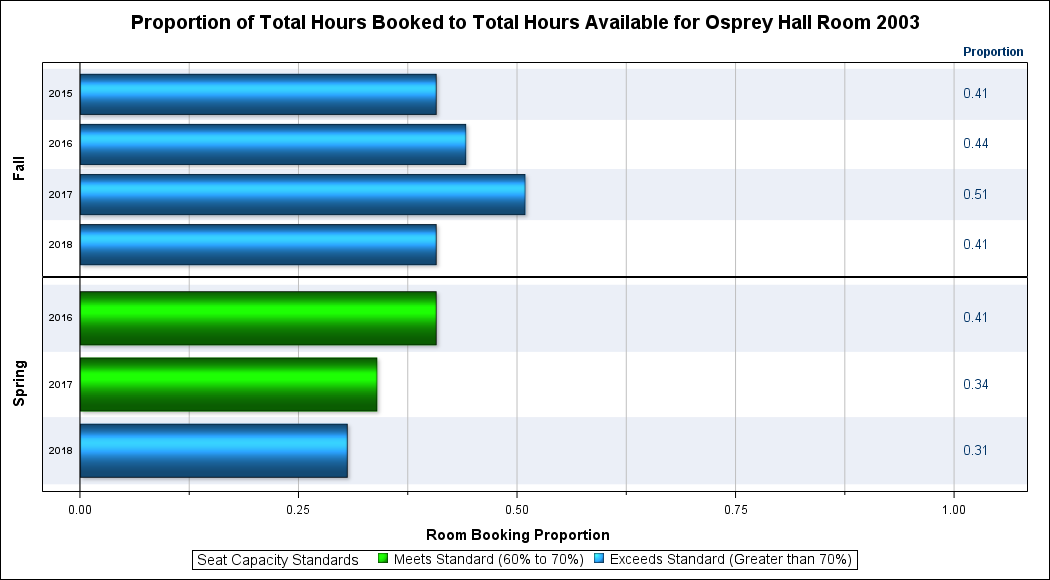 Proportion of Total Hours Booked to Total Hours Available for Osprey Hall Room 2003
Proportion
Fall
2015 0.41
2016 0.44
2017 0.51
2018 0.41
Spring
2016 0.41
2017 0.34
2018 0.31
0.00 0.25 0.50 0.75 1.00
Room Booking Proportion
Seat Capacity Standards Meets Standard (60% to 70%) Exceeds Standard (Greater than 70%)